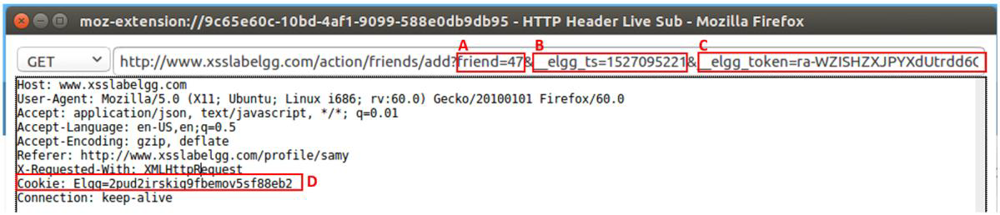 moz-extension://9c65e60c-10bd-4af1-9099-588e0db9db95 - HTTP Header Live Sub - Mozilla Firefox
A B C
GET http://www.xsslabelgg.com/action/friends/add?friend=47&__elgg_ts=1527095221&__elgg_token=ra-WZISHZXJPYXdUtrdd6C
Host: www.xsslabelgg.com
User-Agent: Mozilla/5.0 (X11; Ubuntu; Linux i686; rv:60.0) Gecko/20100101 Firefox/60.0
Accept: application/json, text/javascript, */*; q=0.01
Accept-Language: en-US,en;q=0.5
Accept-Encoding: gzip, deflate
Referer: http://www.xsslabelgg.com/profile/samy
X-Requested-With: XMLHttpRequest
Cookie: Elgg=2pud2irskiq9fbemov5sf88eb2 D
Connection: keep-alive